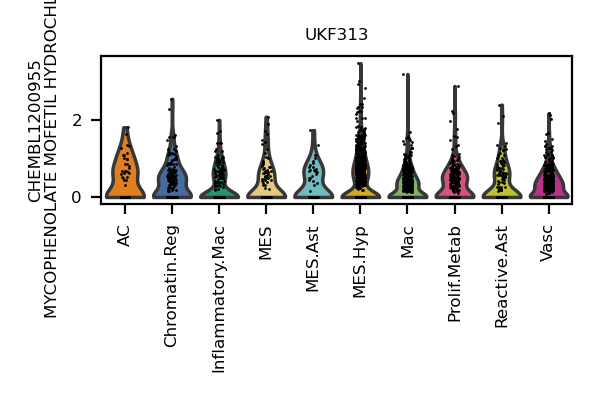 UKF313
CHEMBL1200955
MYCOPHENOLATE MOFETIL
2
0
AC
Chromatin.Reg
Inflammatory.Mac
MES
MES.Ast
MES.Hyp
Mac
Prolif.Metab
Reactive.Ast
Vasc